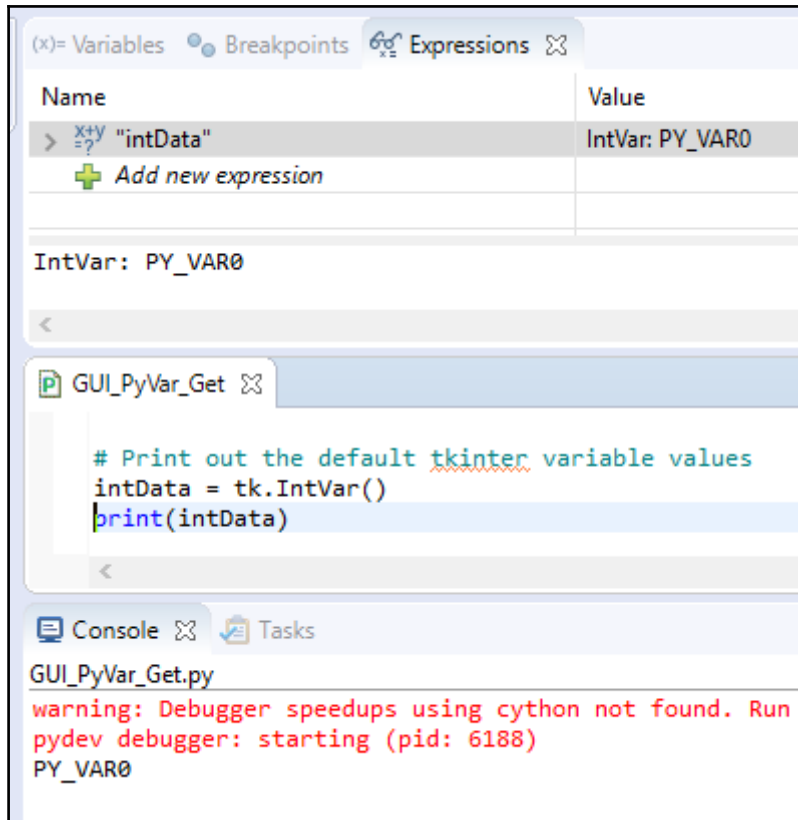 (x)= Variables Breakpoints Expressions
Name Value
"intData" IntVar: PY_VAR0
Add new expression
IntVar: PY_VAR0
GUI_PyVar_Get
# Print out the default tkinter variable values
intData = tk.IntVar()
print(intData)
Console Tasks
GUI_PyVar_Get.py
warning: Debugger speedups using cython not found. Run
pydev debugger: starting (pid: 6188)
PY_VAR0